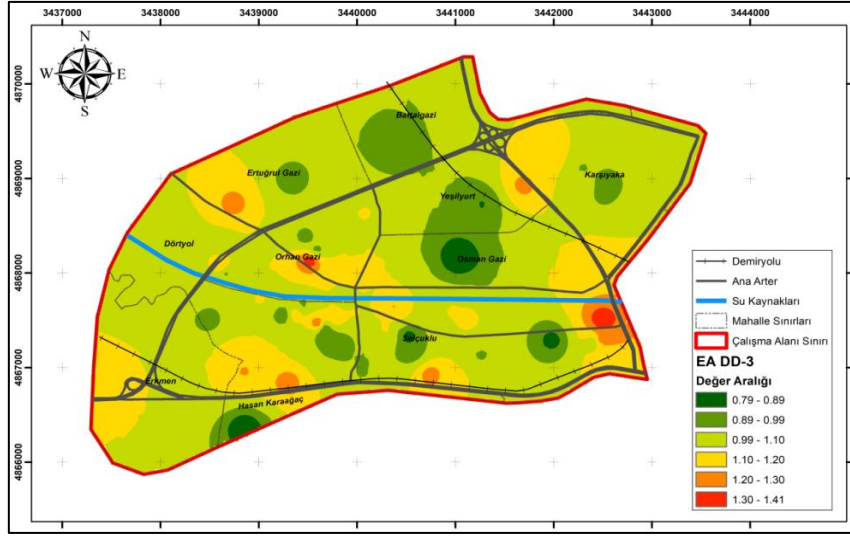 3437000 3438000 3439000 3440000 3441000 3442000 3443000 3444000
N
W E
S
4870000
4869000
4868000
4867000
4866000
Battalgazi
Ertuğrul Gazi
Karşıyaka
Yeşilyurt
Dörtyol
Orhan Gazi
Osman Gazi
Selçuklu
Erkmen
Hasan Karaağaç
Demiryolu
Ana Arter
Su Kaynakları
Mahalle Sınırları
Çalışma Alanı Sınırı
EA DD-3
Değer Aralığı
0.79 - 0.89
0.89 - 0.99
0.99 - 1.10
1.10 - 1.20
1.20 - 1.30
1.30 - 1.41